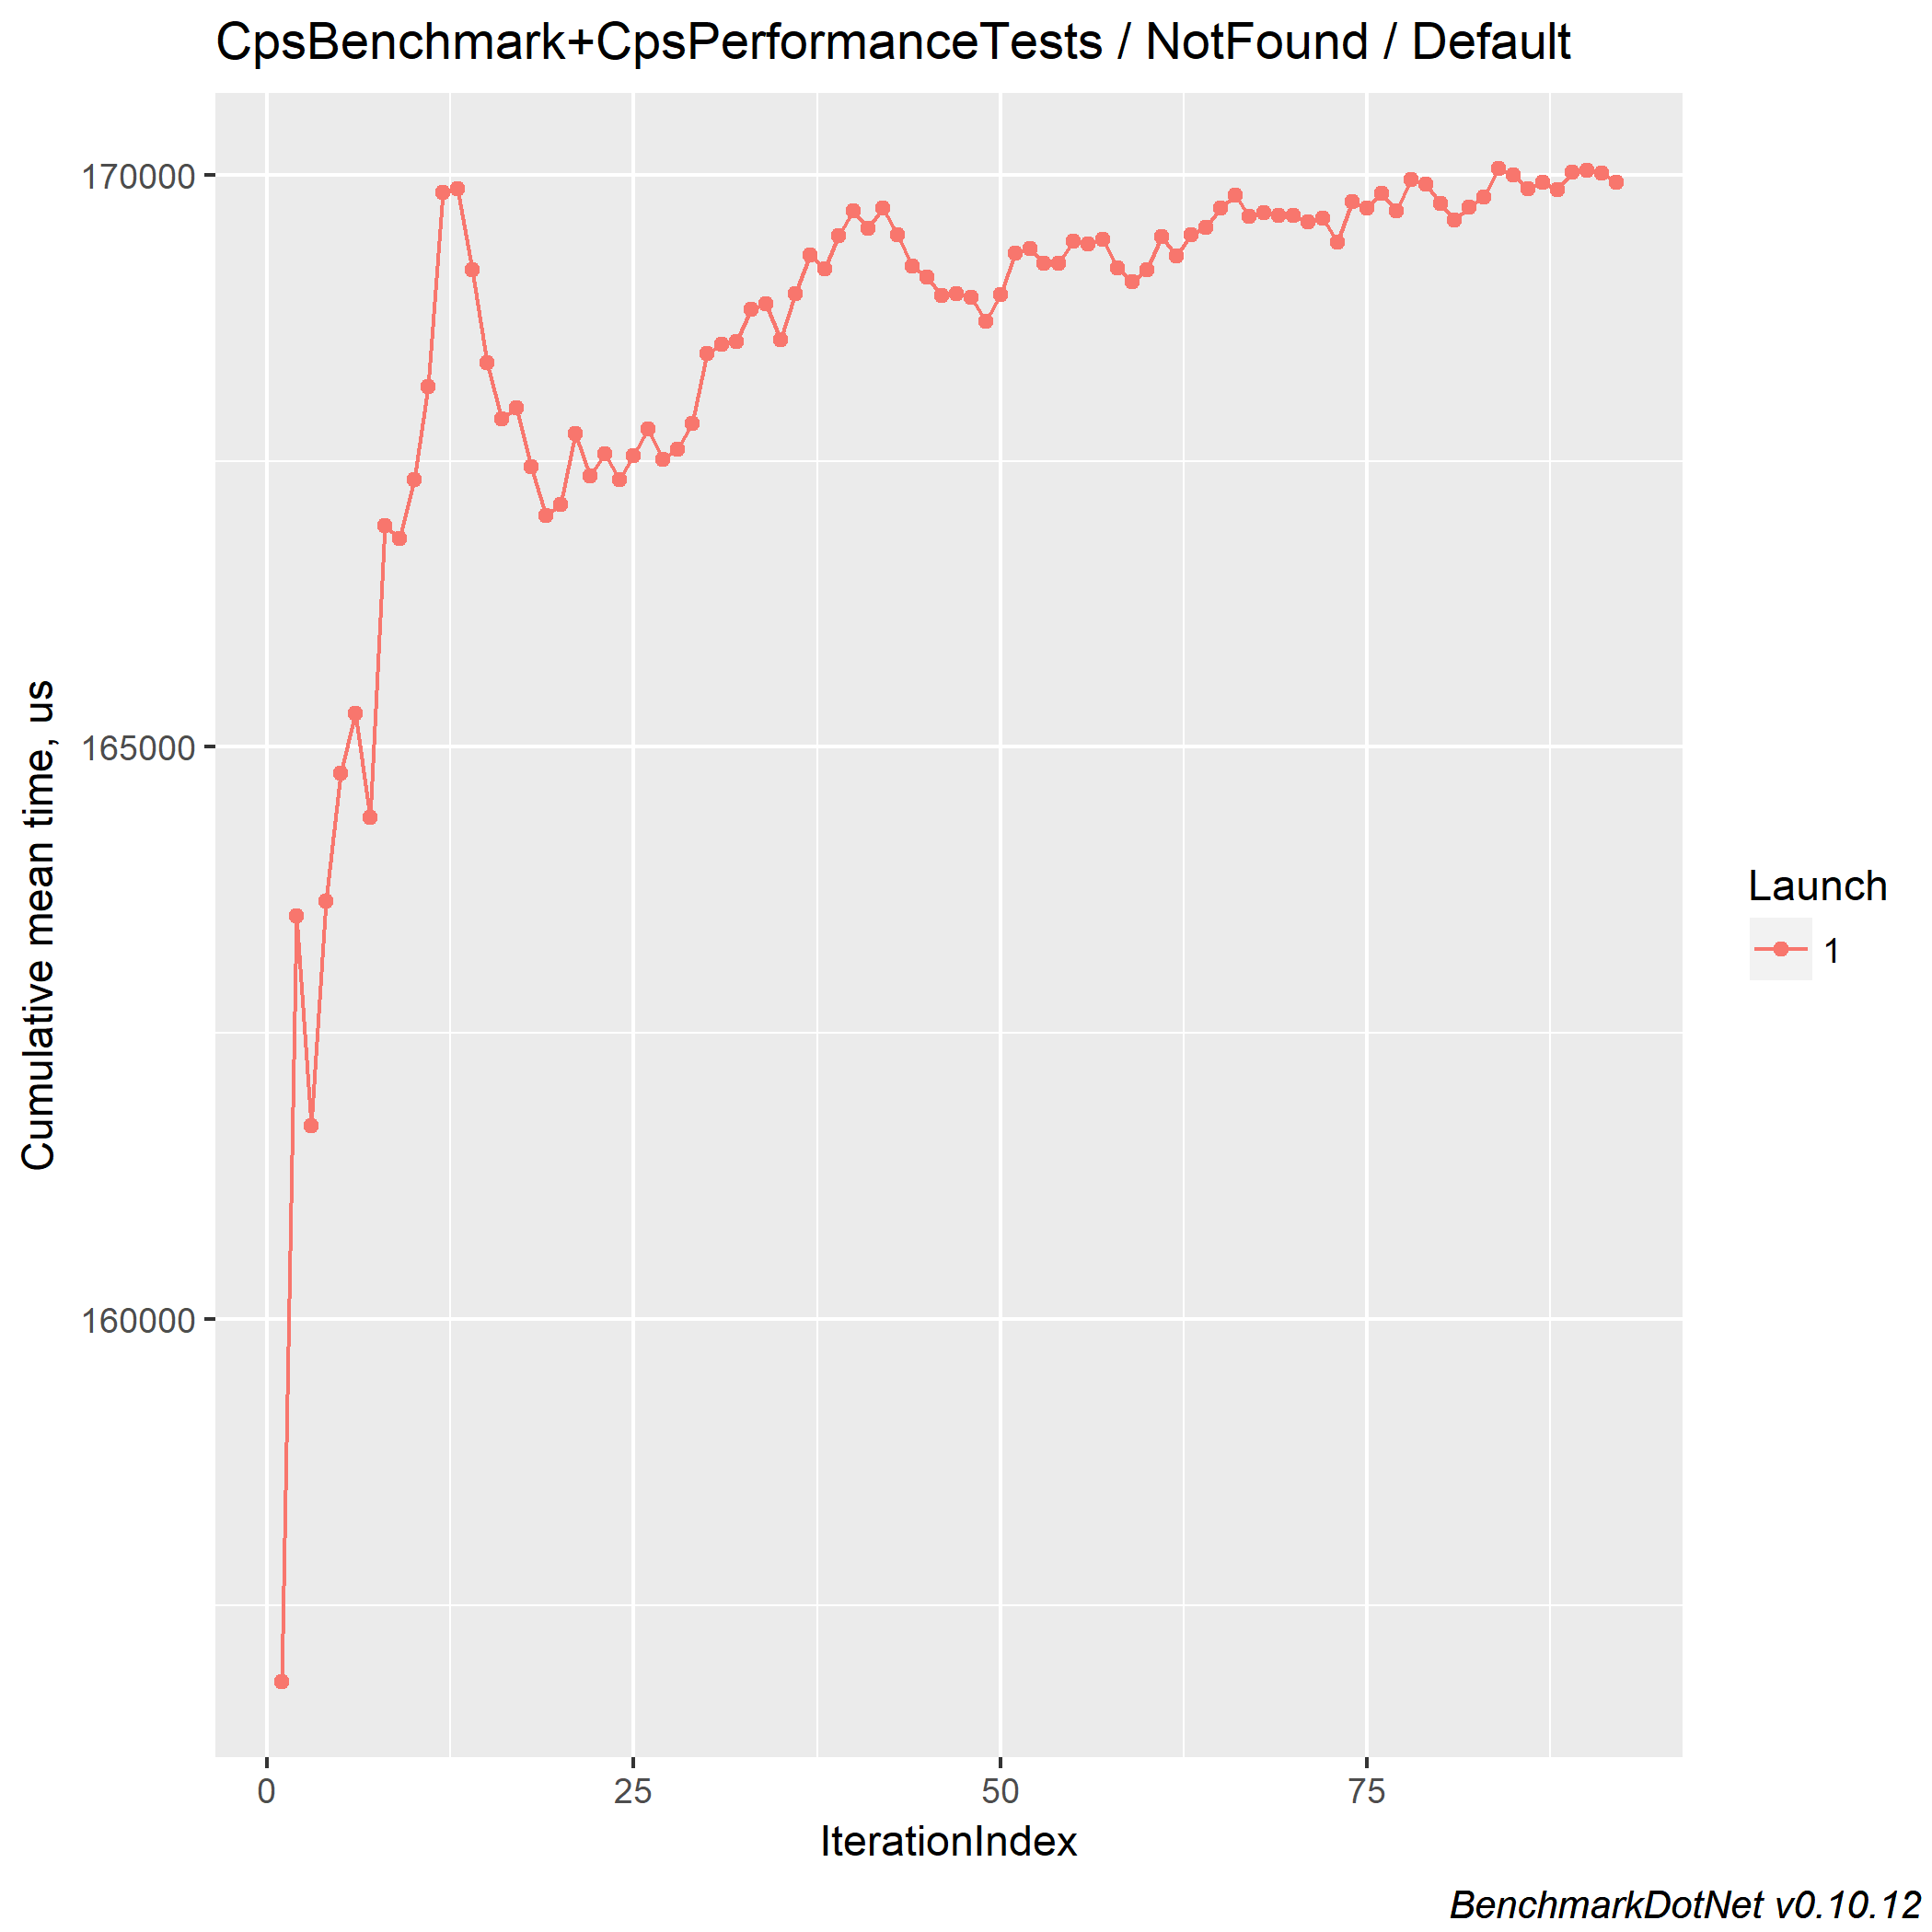 CpsBenchmark+CpsPerformanceTests / NotFound / Default
Cumulative mean time, us
170000
165000
160000
0 25 50 75
IterationIndex
Launch
1
BenchmarkDotNet v0.10.12